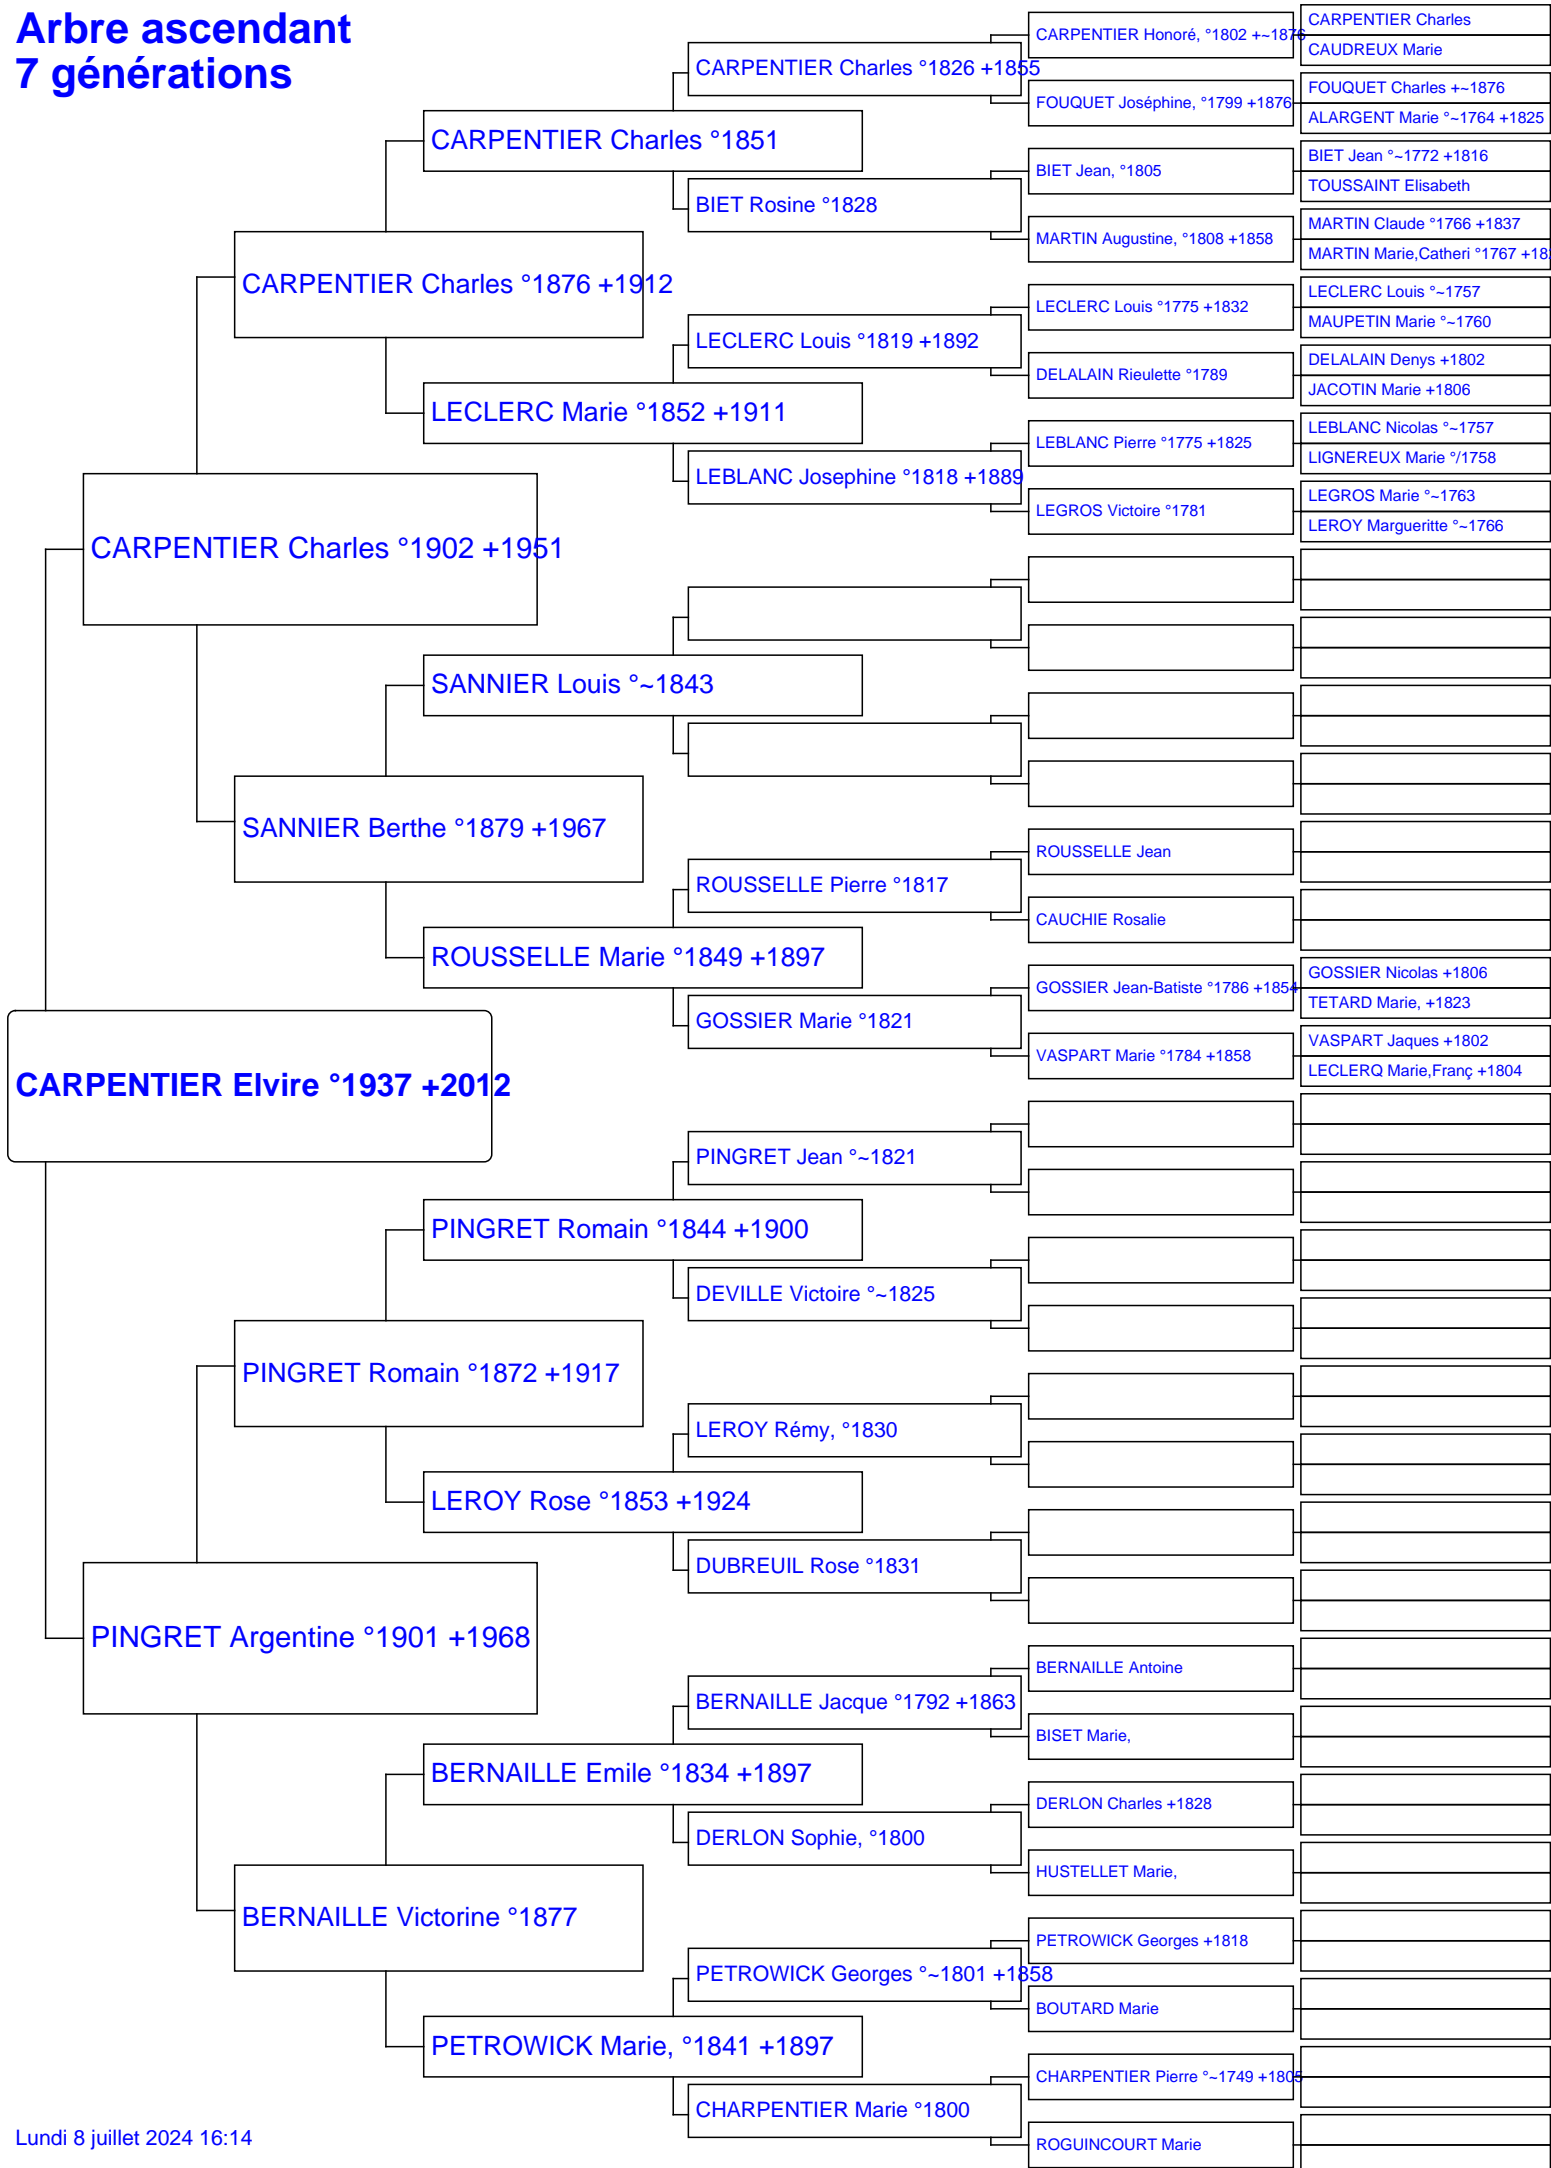 Arbre ascendant
7 générations
CARPENTIER Elvire °1937 +2012
CARPENTIER Charles °1902 +1951
PINGRET Argentine °1901 +1968
CARPENTIER Charles °1876 +1912
SANNIER Berthe °1879 +1967
PINGRET Romain °1872 +1917
BERNAILLE Victorine °1877
CARPENTIER Charles °1851
LECLERC Marie °1852 +1911
SANNIER Louis °~1843
ROUSSELLE Marie °1849 +1897
PINGRET Romain °1844 +1900
LEROY Rose °1853 +1924
BERNAILLE Emile °1834 +1897
PETROWICK Marie, °1841 +1897
CARPENTIER Charles °1826 +1855
BIET Rosine °1828
LECLERC Louis °1819 +1892
LEBLANC Josephine °1818 +1889
ROUSSELLE Pierre °1817
GOSSIER Marie °1821
PINGRET Jean °~1821
DEVILLE Victoire °~1825
LEROY Rémy, °1830
DUBREUIL Rose °1831
BERNAILLE Jacque °1792 +1863
DERLON Sophie, °1800
PETROWICK Georges °~1801 +1858
CHARPENTIER Marie °1800
CARPENTIER Honoré, °1802 +~1876
FOUQUET Joséphine, °1799 +1876
BIET Jean, °1805
MARTIN Augustine, °1808 +1858
LECLERC Louis °1775 +1832
DELALAIN Rieulette °1789
LEBLANC Pierre °1775 +1825
LEGROS Victoire °1781
ROUSSELLE Jean
CAUCHIE Rosalie
GOSSIER Jean-Batiste °1786 +1854
VASPART Marie °1784 +1858
BERNAILLE Antoine
BISET Marie,
DERLON Charles +1828
HUSTELLET Marie,
PETROWICK Georges +1818
BOUTARD Marie
CHARPENTIER Pierre °~1749 +1805
ROGUINCOURT Marie
CARPENTIER Charles
CAUDREUX Marie
FOUQUET Charles +~1876
ALARGENT Marie °~1764 +1825
BIET Jean °~1772 +1816
TOUSSAINT Elisabeth
MARTIN Claude °1766 +1837
MARTIN Marie,Catheri °1767
LECLERC Louis °~1757
MAUPETIN Marie °~1760
DELALAIN Denys +1802
JACOTIN Marie +1806
LEBLANC Nicolas °~1757
LIGNEREUX Marie °/1758
LEGROS Marie °~1763
LEROY Margueritte °~1766
GOSSIER Nicolas +1806
TETARD Marie, +1823
VASPART Jaques +1802
LECLERQ Marie,Franç +1804
Lundi 8 juillet 2024 16:14